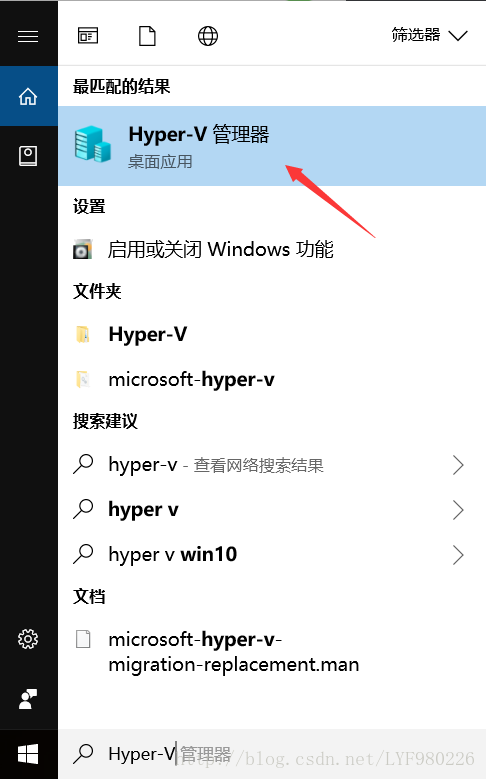 筛选器
最匹配的结果
Hyper-V 管理器
桌面应用
设置
启用或关闭 Windows 功能
文件夹
Hyper-V
microsoft-hyper-v
搜索建议
hyper-v - 查看网络搜索结果
hyper v
hyper v win10
文档
microsoft-hyper-v-
migration-replacement.man
Hyper-V 管理器
http://blog.csdn.net/LYF980226